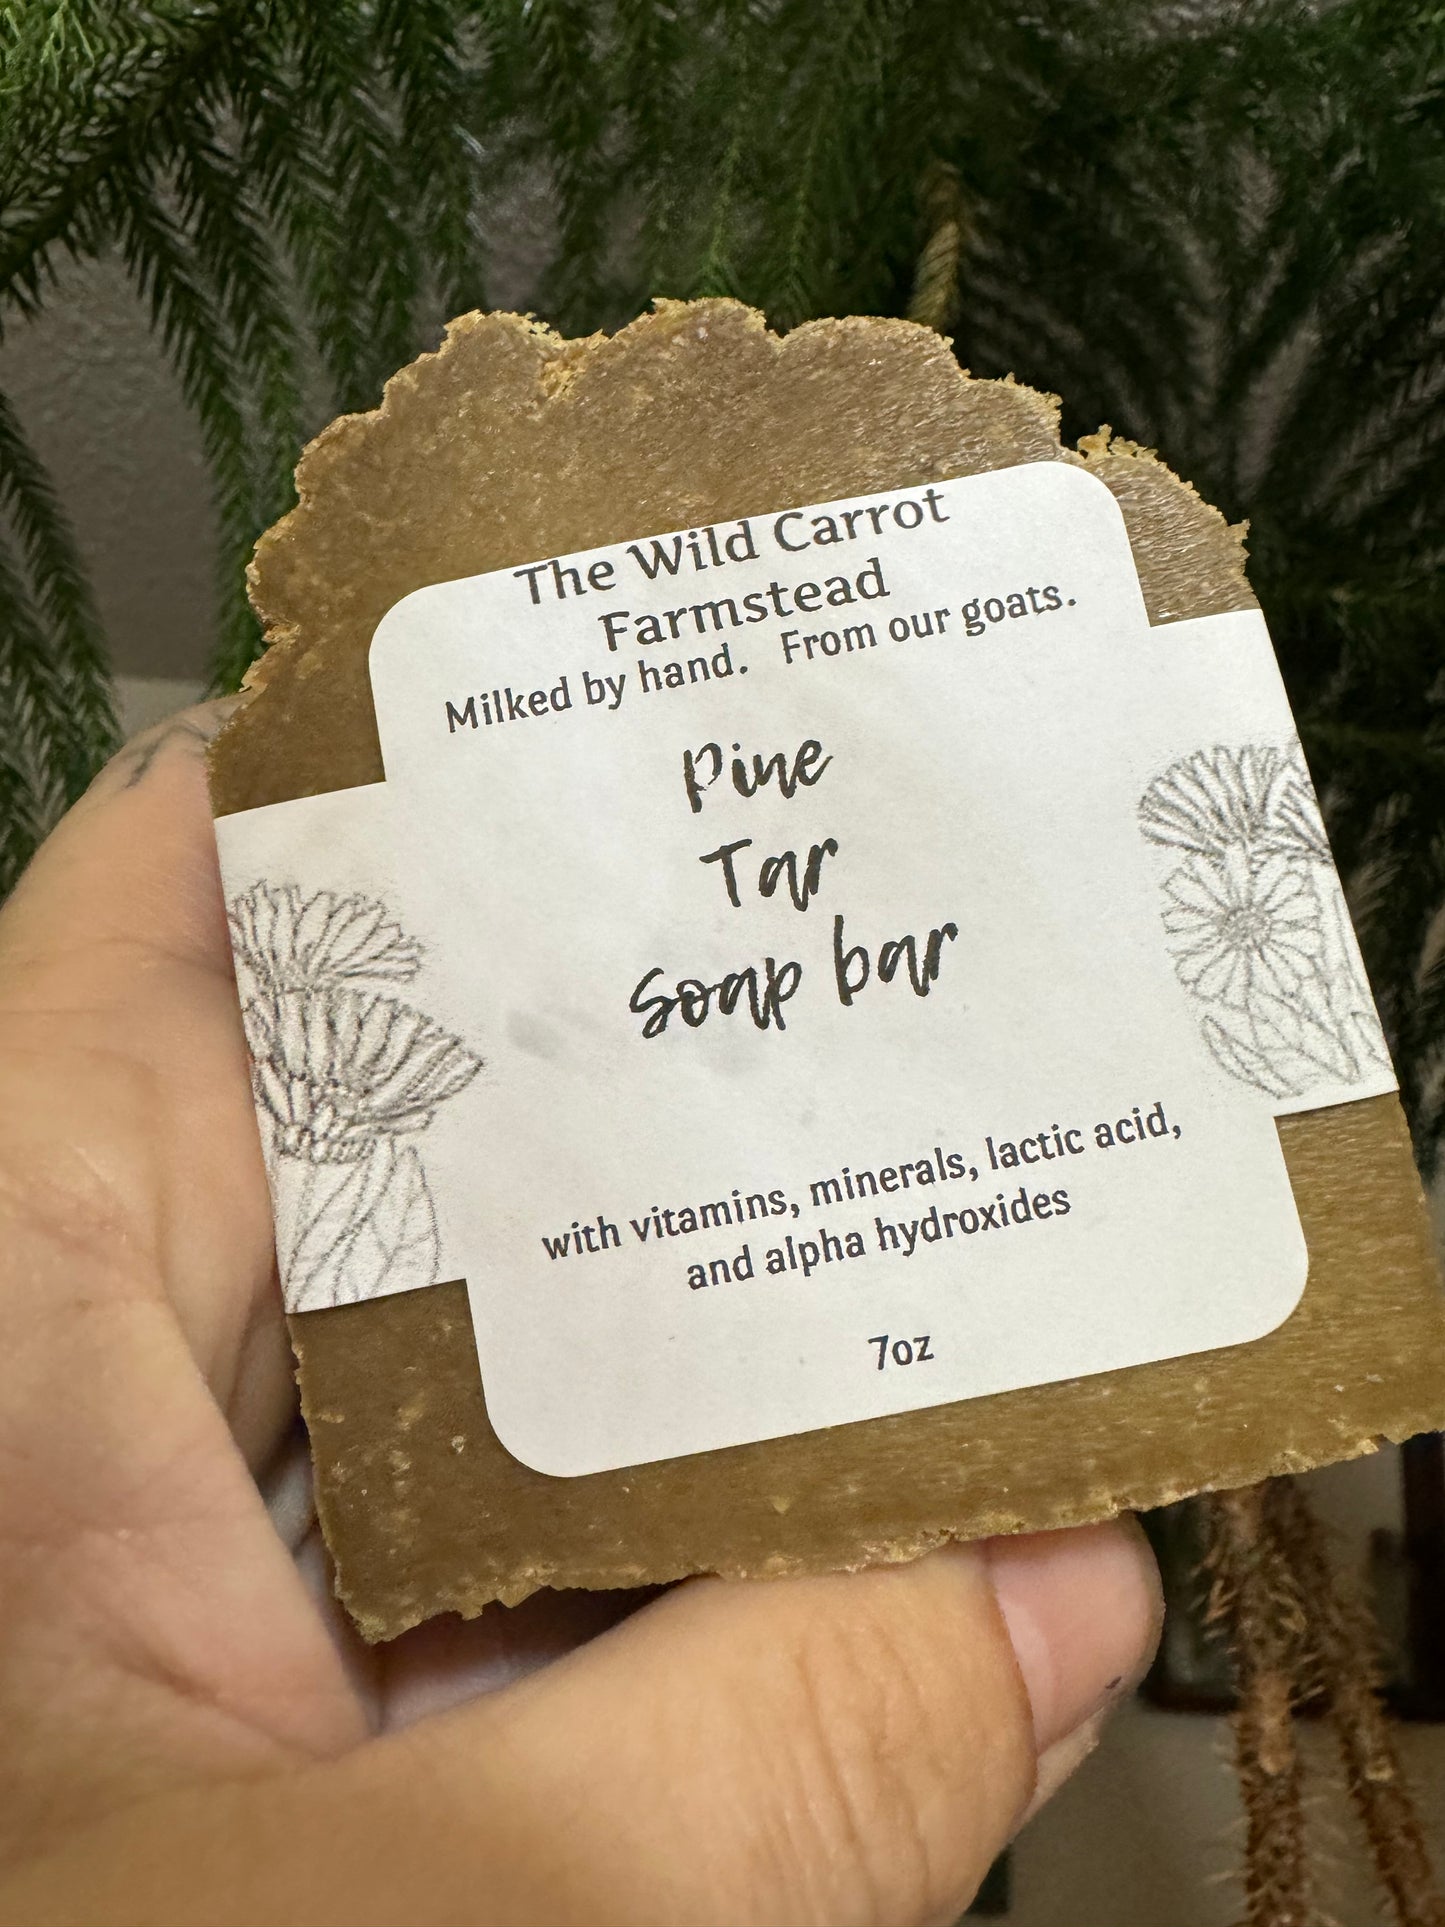 The Wild Carrot
Farmstead
Milked by hand. From our goats.
Pine
Tar
Soap bar
with vitamins, minerals, lactic acid,
and alpha hydroxides
7oz